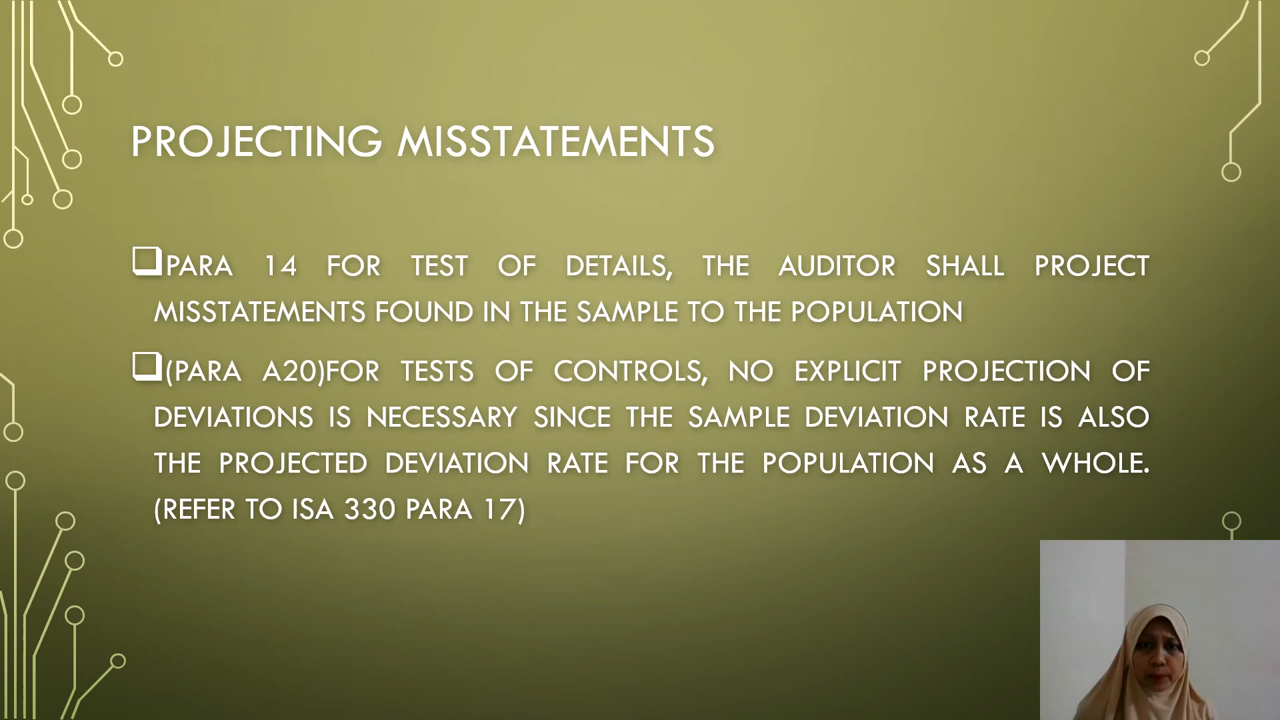 PROJECTING MISSTATEMENTS
PARA 14 FOR TEST OF DETAILS, THE AUDITOR SHALL PROJECT
MISSTATEMENTS FOUND IN THE SAMPLE TO THE POPULATION
(PARA A20)FOR TESTS OF CONTROLS, NO EXPLICIT PROJECTION OF
DEVIATIONS IS NECESSARY SINCE THE SAMPLE DEVIATION RATE IS ALSO
THE PROJECTED DEVIATION RATE FOR THE POPULATION AS A WHOLE.
(REFER TO ISA 330 PARA 17)